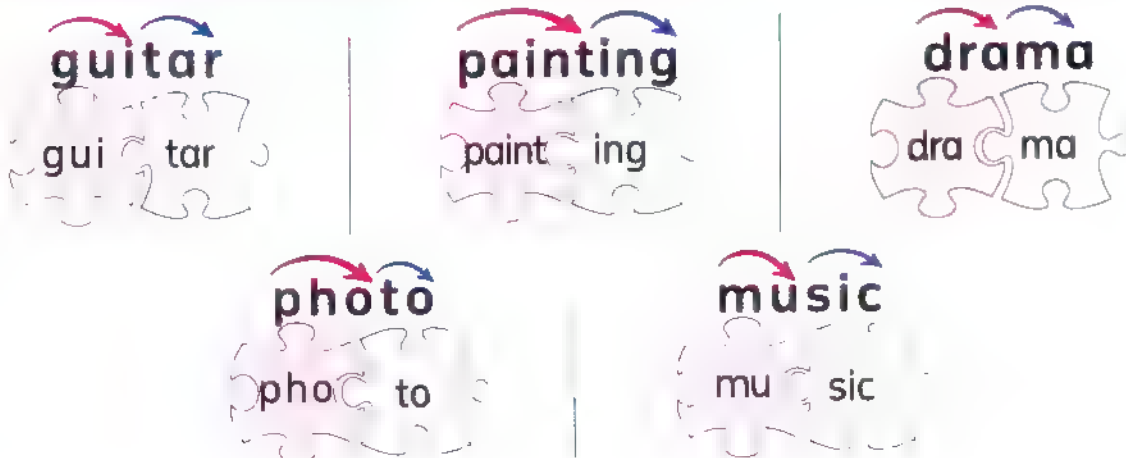 guitar
gui tar
painting
paint ing
drama
dra ma
photo
pho to
music
mu sic